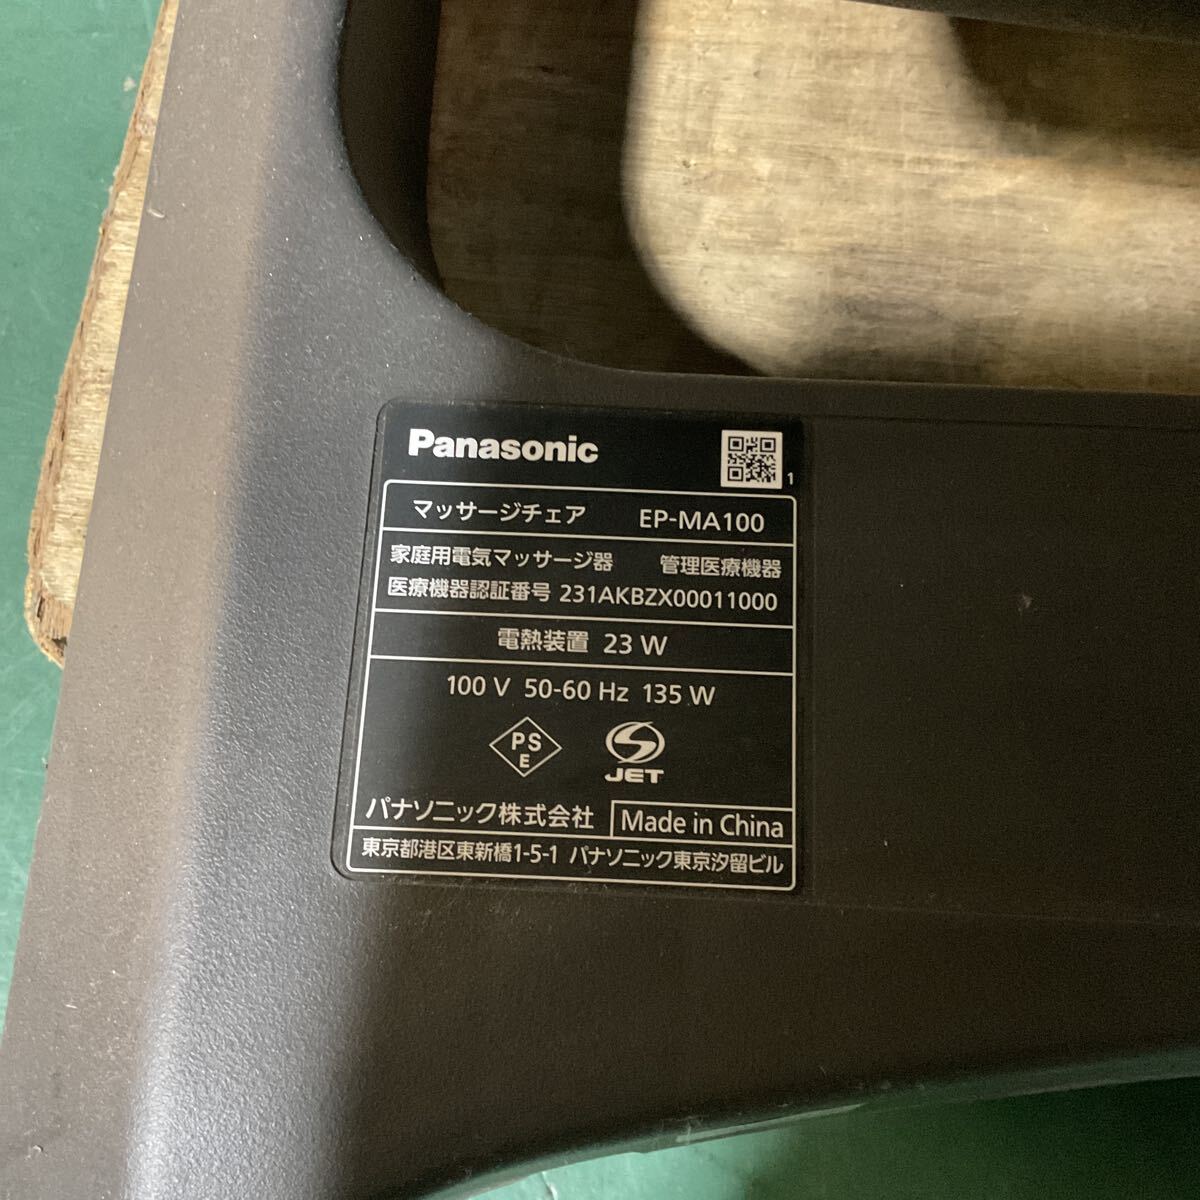 Panasonic
1
マッサージチェア EP-MA100
家庭用電気マッサージ器 管理医療機器
医療機器認証番号 231AKBZX00011000
電熱装置 23 W
100 V 50-60 Hz 135 W
PS
E
JET
パナソニック株式会社 Made in China
東京都港区東新橋1-5-1 パナソニック東京汐留ビル